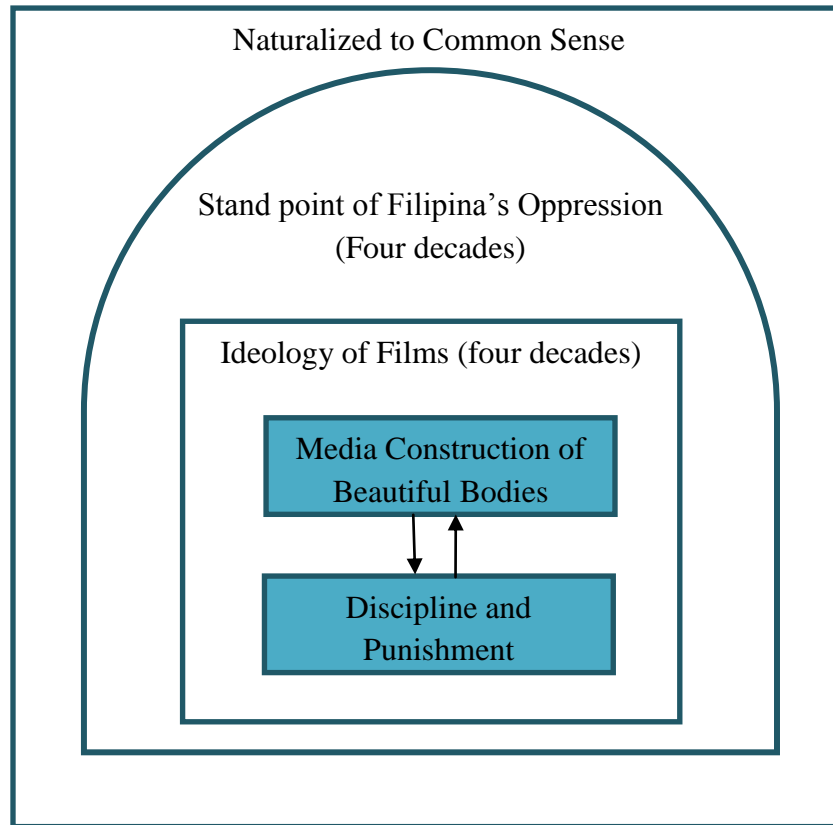 Naturalized to Common Sense
Stand point of Filipina’s Oppression
(Four decades)
Ideology of Films (four decades)
Media Construction of
Beautiful Bodies
Discipline and
Punishment